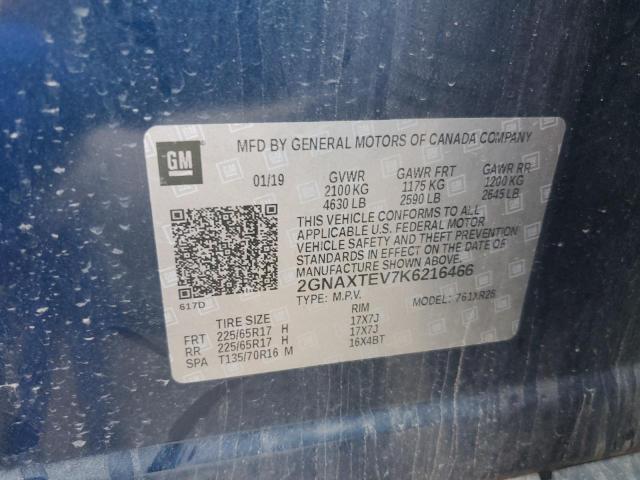 GM
MFD BY GENERAL MOTORS OF CANADA COMPANY
01/19 GVWR GAWR FRT GAWR RR
2100 KG 1175 KG 1200 KG
4630 LB 2590 LB 2645 LB
THIS VEHICLE CONFORMS TO ALL
APPLICABLE U.S. FEDERAL MOTOR
VEHICLE SAFETY AND THEFT PREVENTION
STANDARDS IN EFFECT ON THE DATE OF
MANUFACTURE SHOWN ABOVE.
2GNAXTEV7K6216466
617D
TYPE: M.P.V. MODEL: 761XR26
TIRE SIZE RIM
FRT 225/65R17 H 17X7J
RR 225/65R17 H 17X7J
SPA T135/70R16 M 16X4BT